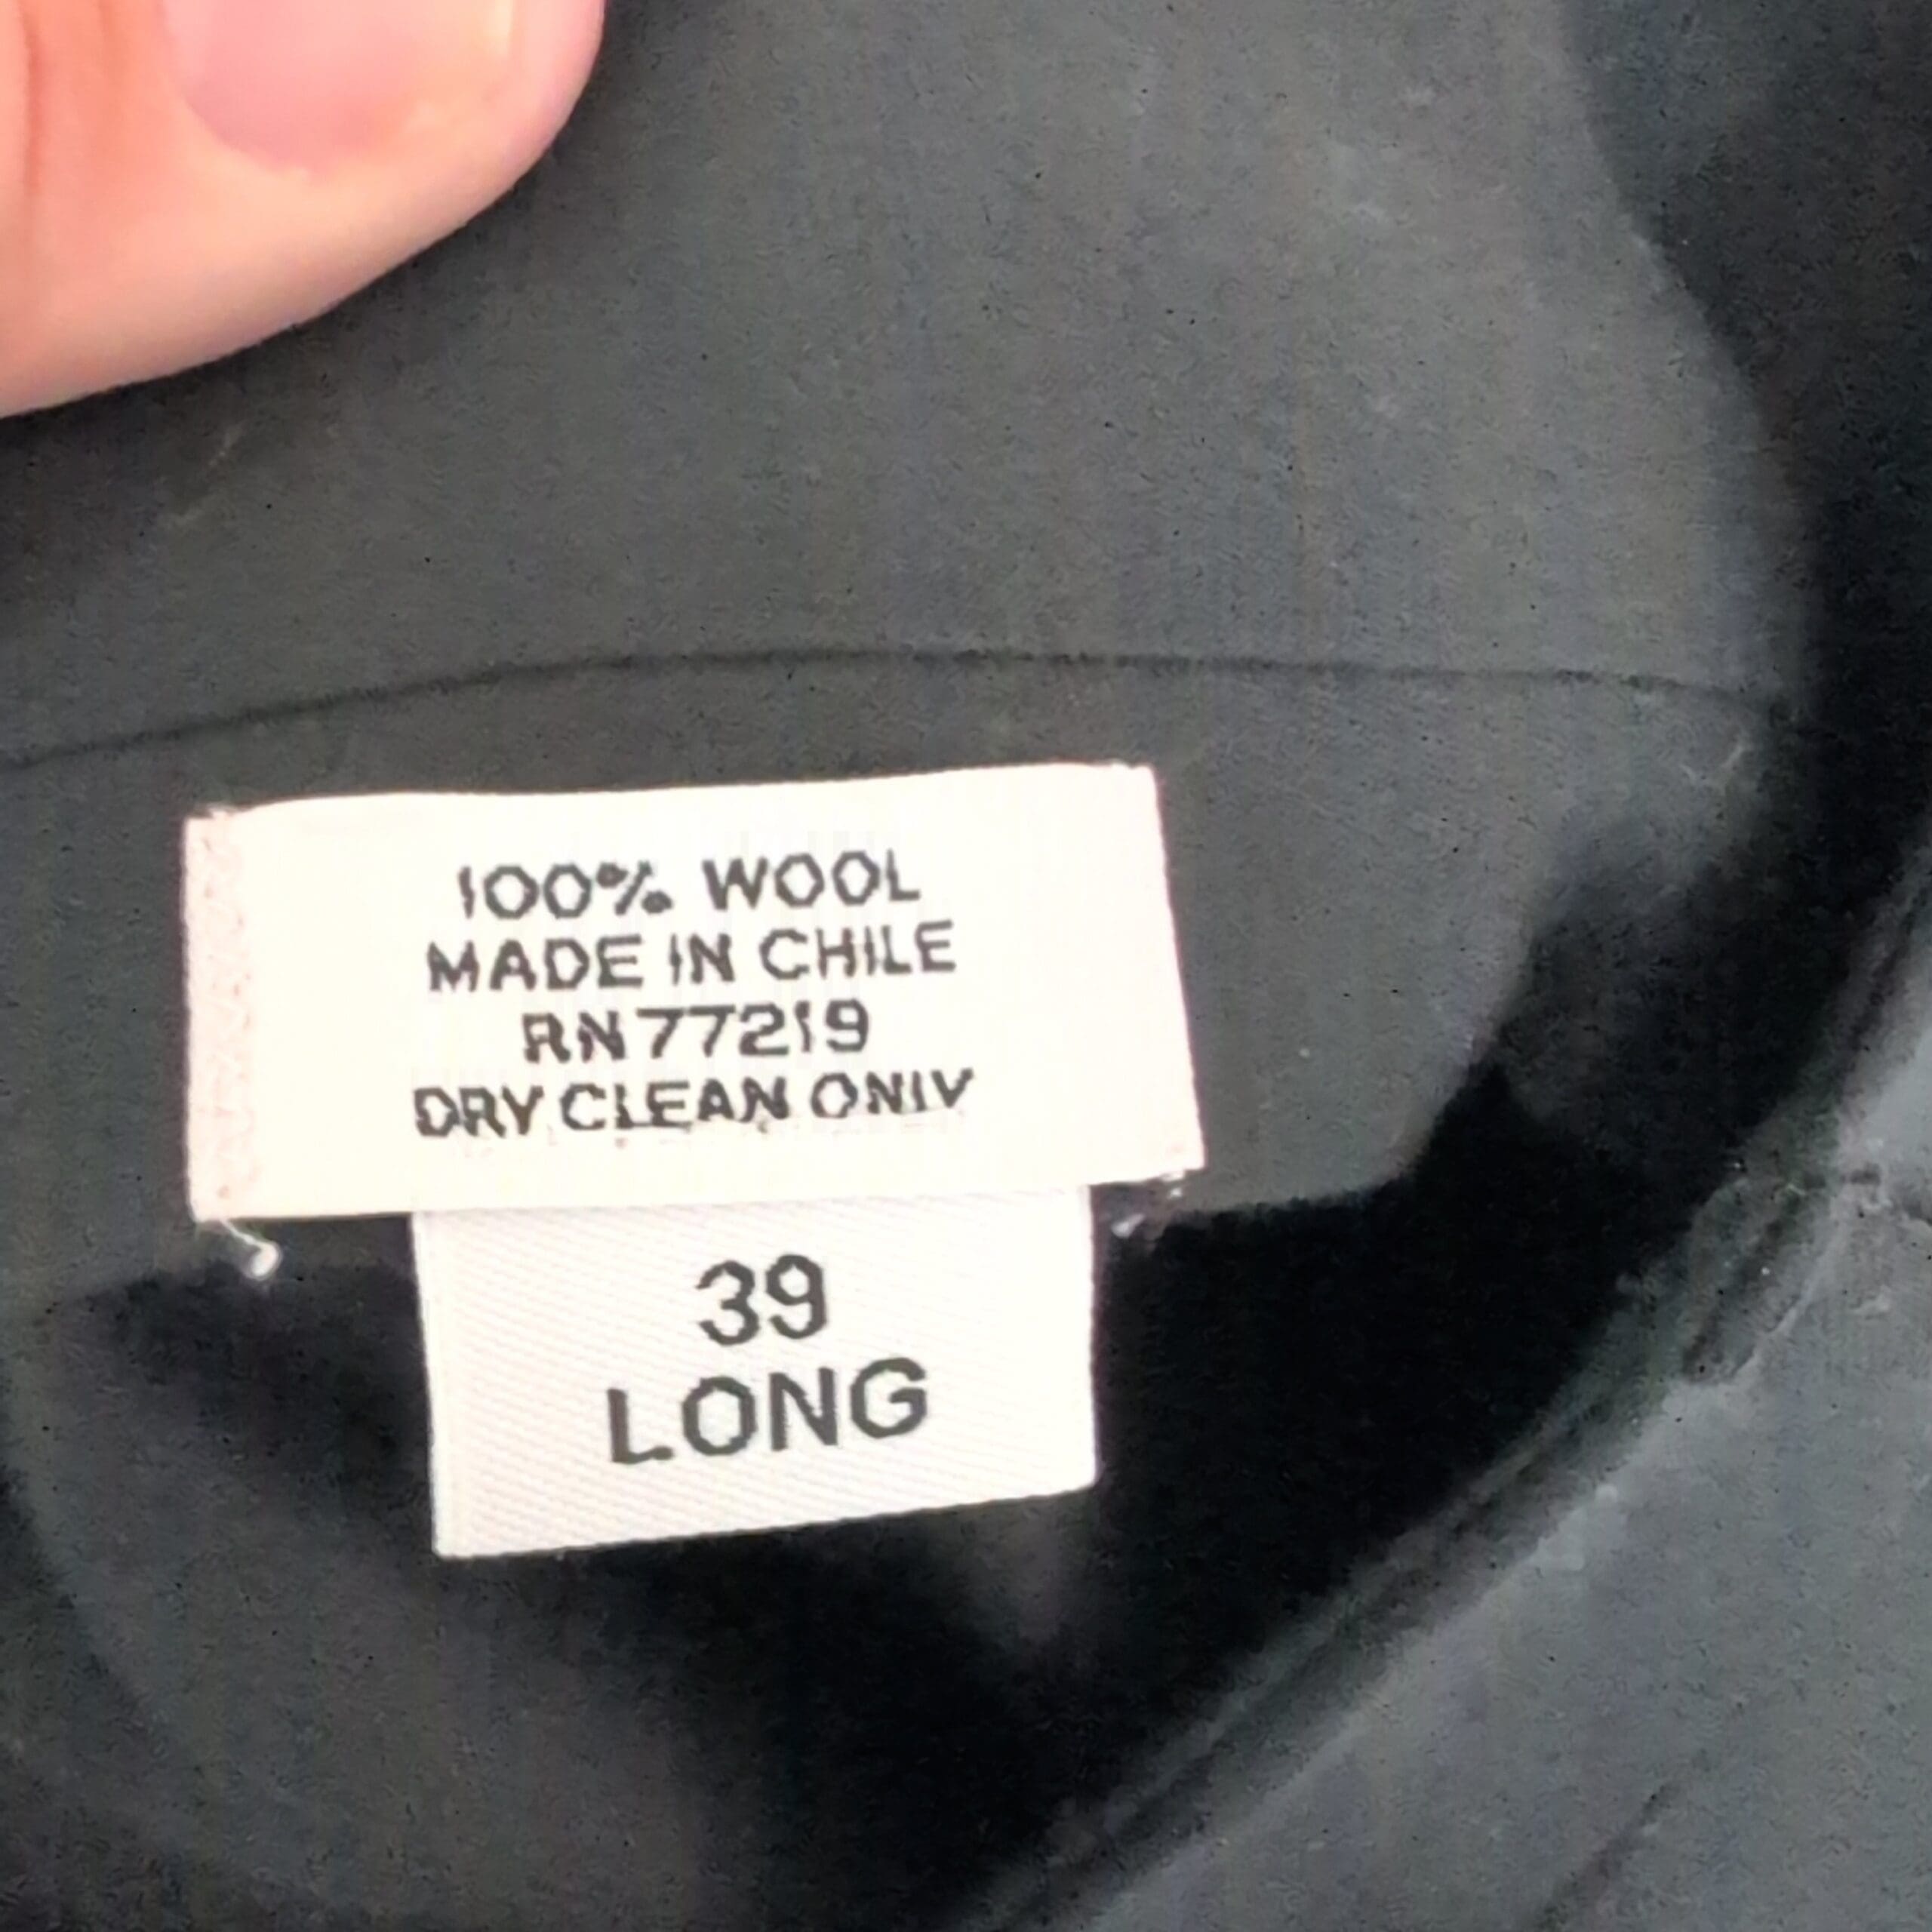 100% WOOL
MADE IN CHILE
RN77219
DRY CLEAN ONLY
39
LONG